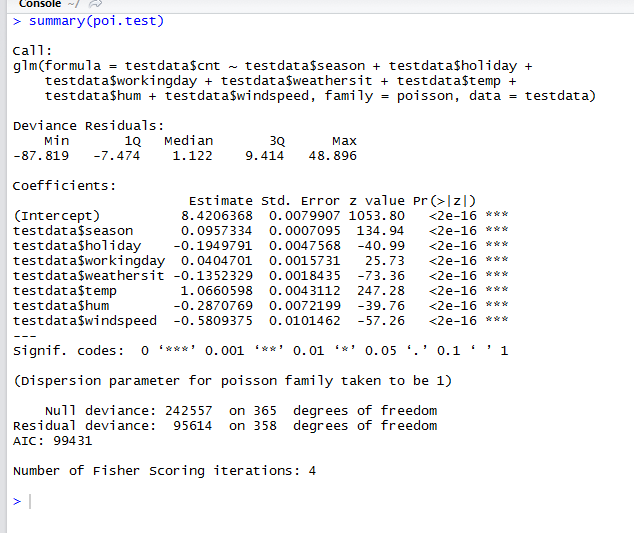 Console ~/
> summary(poi.test)
Call:
glm(formula = testdata$cnt ~ testdata$season + testdata$holiday +
    testdata$workingday + testdata$weathersit + testdata$temp +
    testdata$hum + testdata$windspeed, family = poisson, data = testdata)
Deviance Residuals:
    Min       1Q   Median       3Q      Max
-87.819   -7.474    1.122    9.414   48.896
Coefficients:
                      Estimate Std. Error z value Pr(>|z|)
(Intercept)          8.4206368  0.0079907 1053.80   <2e-16 ***
testdata$season      0.0957334  0.0007095  134.94   <2e-16 ***
testdata$holiday    -0.1949791  0.0047568  -40.99   <2e-16 ***
testdata$workingday  0.0404701  0.0015731   25.73   <2e-16 ***
testdata$weathersit -0.1352329  0.0018435  -73.36   <2e-16 ***
testdata$temp        1.0660598  0.0043112  247.28   <2e-16 ***
testdata$hum        -0.2870769  0.0072199  -39.76   <2e-16 ***
testdata$windspeed  -0.5809375  0.0101462  -57.26   <2e-16 ***
---
Signif. codes:  0 ‘***’ 0.001 ‘**’ 0.01 ‘*’ 0.05 ‘.’ 0.1 ‘ ’ 1
(Dispersion parameter for poisson family taken to be 1)
    Null deviance: 242557  on 365  degrees of freedom
Residual deviance:  95614  on 358  degrees of freedom
AIC: 99431
Number of Fisher Scoring iterations: 4
>